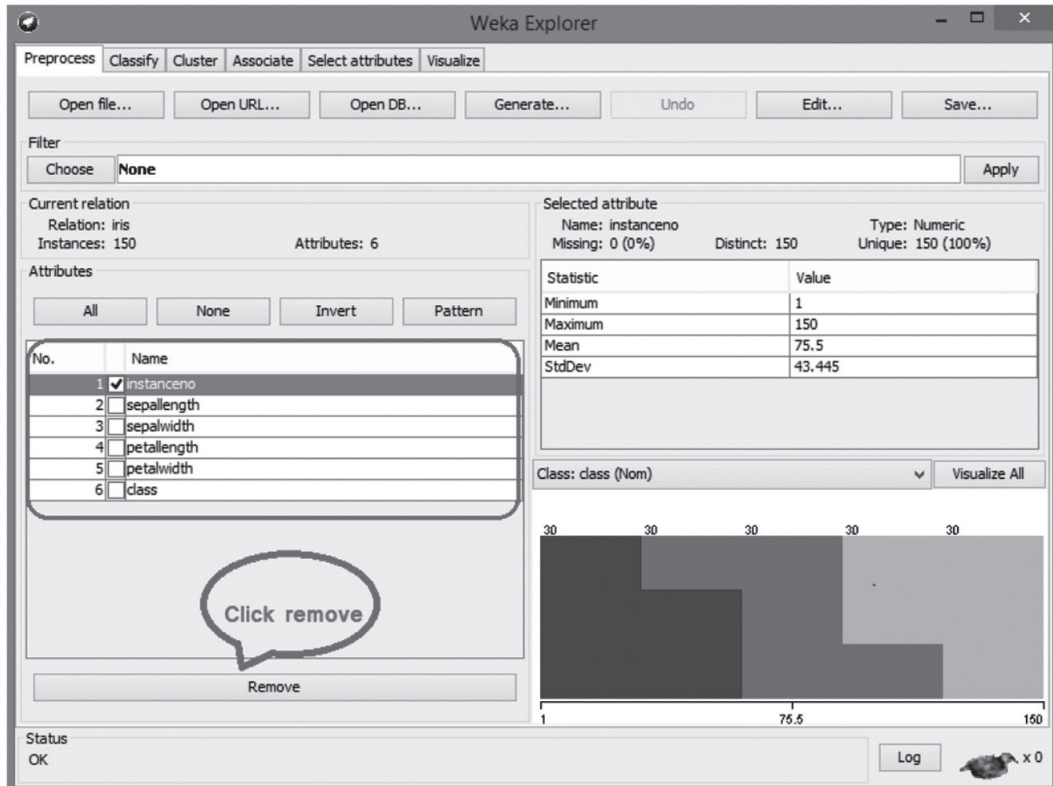 Weka Explorer
Preprocess Classify Cluster Associate Select attributes Visualize
Open file... Open URL... Open DB... Generate... Undo Edit... Save...
Filter
Choose None Apply
Current relation
Relation: iris
Instances: 150 Attributes: 6
Selected attribute
Name: instanceno Type: Numeric
Missing: 0 (0%) Distinct: 150 Unique: 150 (100%)
Attributes
All None Invert Pattern
Statistic Value
Minimum 1
Maximum 150
Mean 75.5
StdDev 43.445
No. Name
1 instanceno
2 sepallength
3 sepalwidth
4 petallength
5 petalwidth
6 class
Class: class (Nom) Visualize All
30 30 30 30 30
Click remove
Remove
1 75.5 150
Status
OK
Log x 0